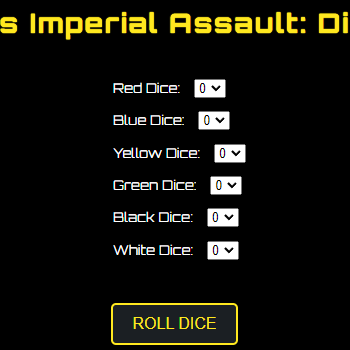 s Imperial Assault: Di
Red Dice: 0
Blue Dice: 0
Yellow Dice: 0
Green Dice: 0
Black Dice: 0
White Dice: 0
ROLL DICE